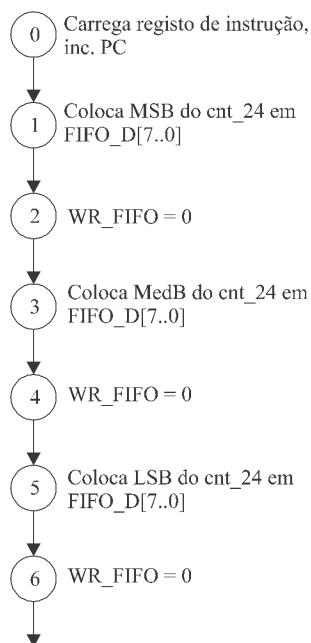 0 Carrega registo de instrução,
inc. PC
1 Coloca MSB do cnt_24 em
FIFO_D[7..0]
2 WR_FIFO = 0
3 Coloca MedB do cnt_24 em
FIFO_D[7..0]
4 WR_FIFO = 0
5 Coloca LSB do cnt_24 em
FIFO_D[7..0]
6 WR_FIFO = 0